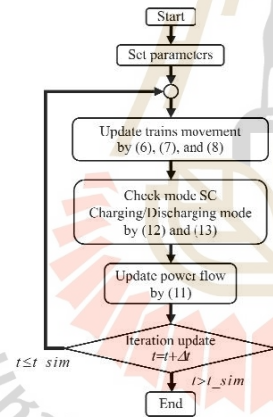 Start
Set parameters
Update trains movement
by (6), (7), and (8)
Check mode SC
Charging/Discharging mode
by (12) and (13)
Update power flow
by (11)
Iteration update
t=t+Δt
t≤t_sim
t>t_sim
End